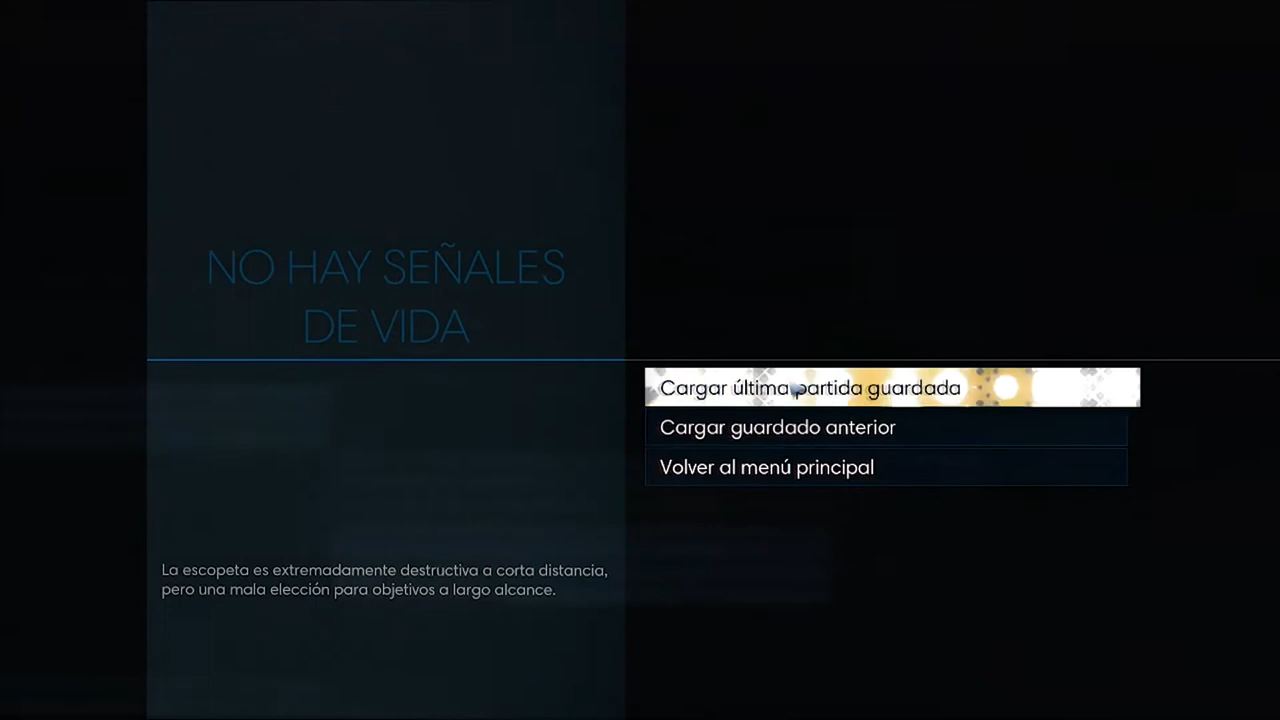 NO HAY SEÑALES
DE VIDA
Cargar última partida guardada
Cargar guardado anterior
Volver al menú principal
La escopeta es extremadamente destructiva a corta distancia,
pero una mala elección para objetivos a largo alcance.